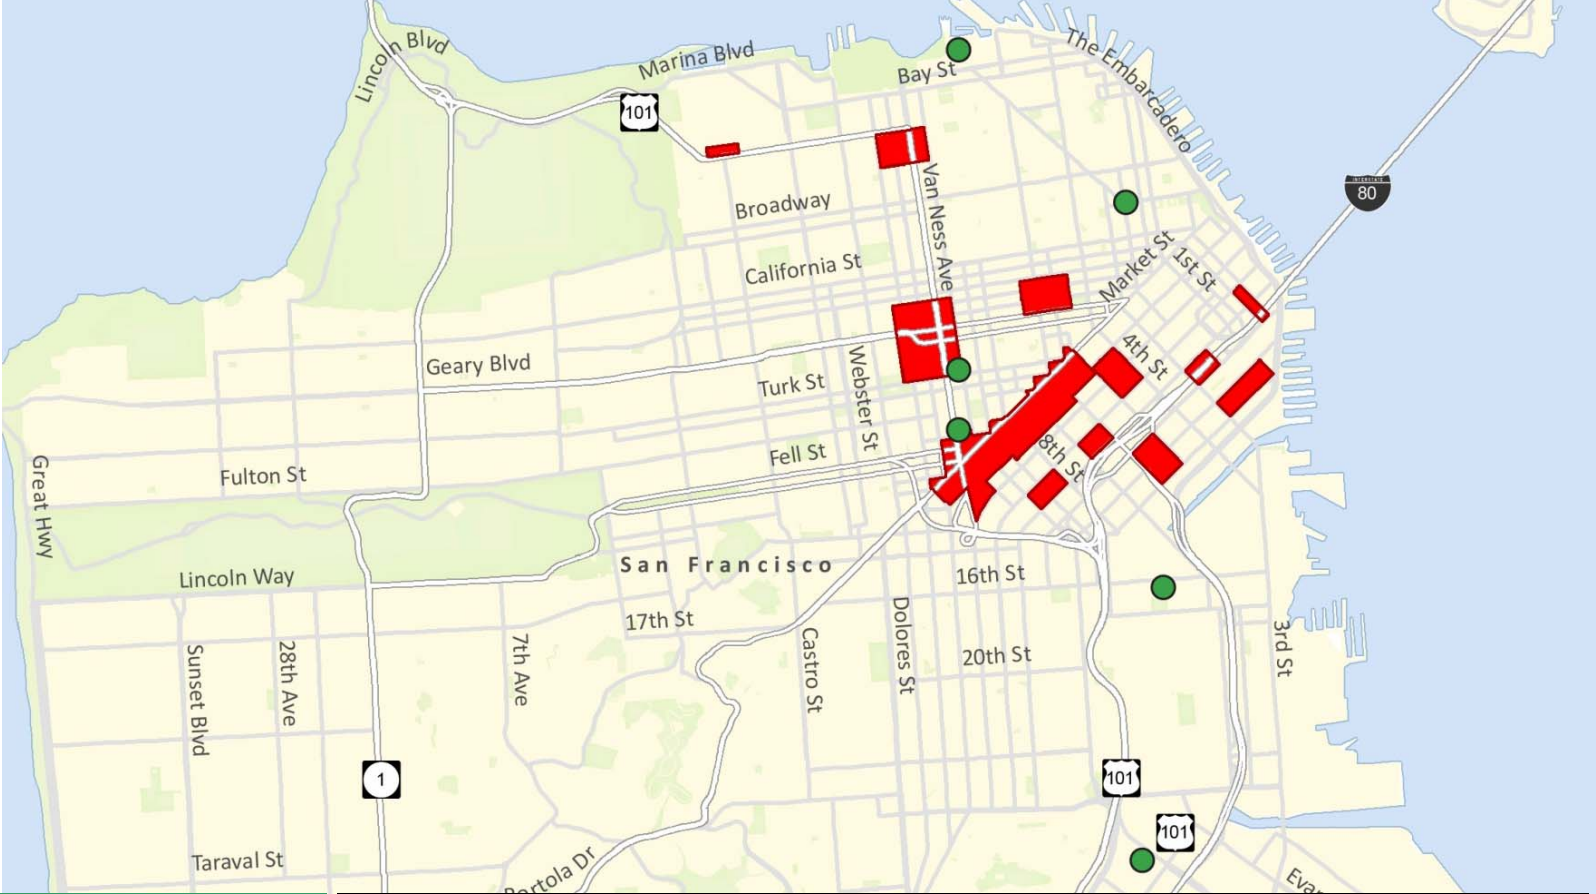 Lincoln Blvd
Marina Blvd
Bay St
The Embarcadero
101
INTERSTATE
80
Broadway
Van Ness Ave
California St
Market St
1st St
Geary Blvd
Turk St
Webster St
4th St
Fell St
8th St
Fulton St
Great Hwy
San Francisco
Lincoln Way
16th St
17th St
20th St
Dolores St
Castro St
3rd St
7th Ave
28th Ave
Sunset Blvd
1
101
101
Taraval St
Portola Dr
Evan